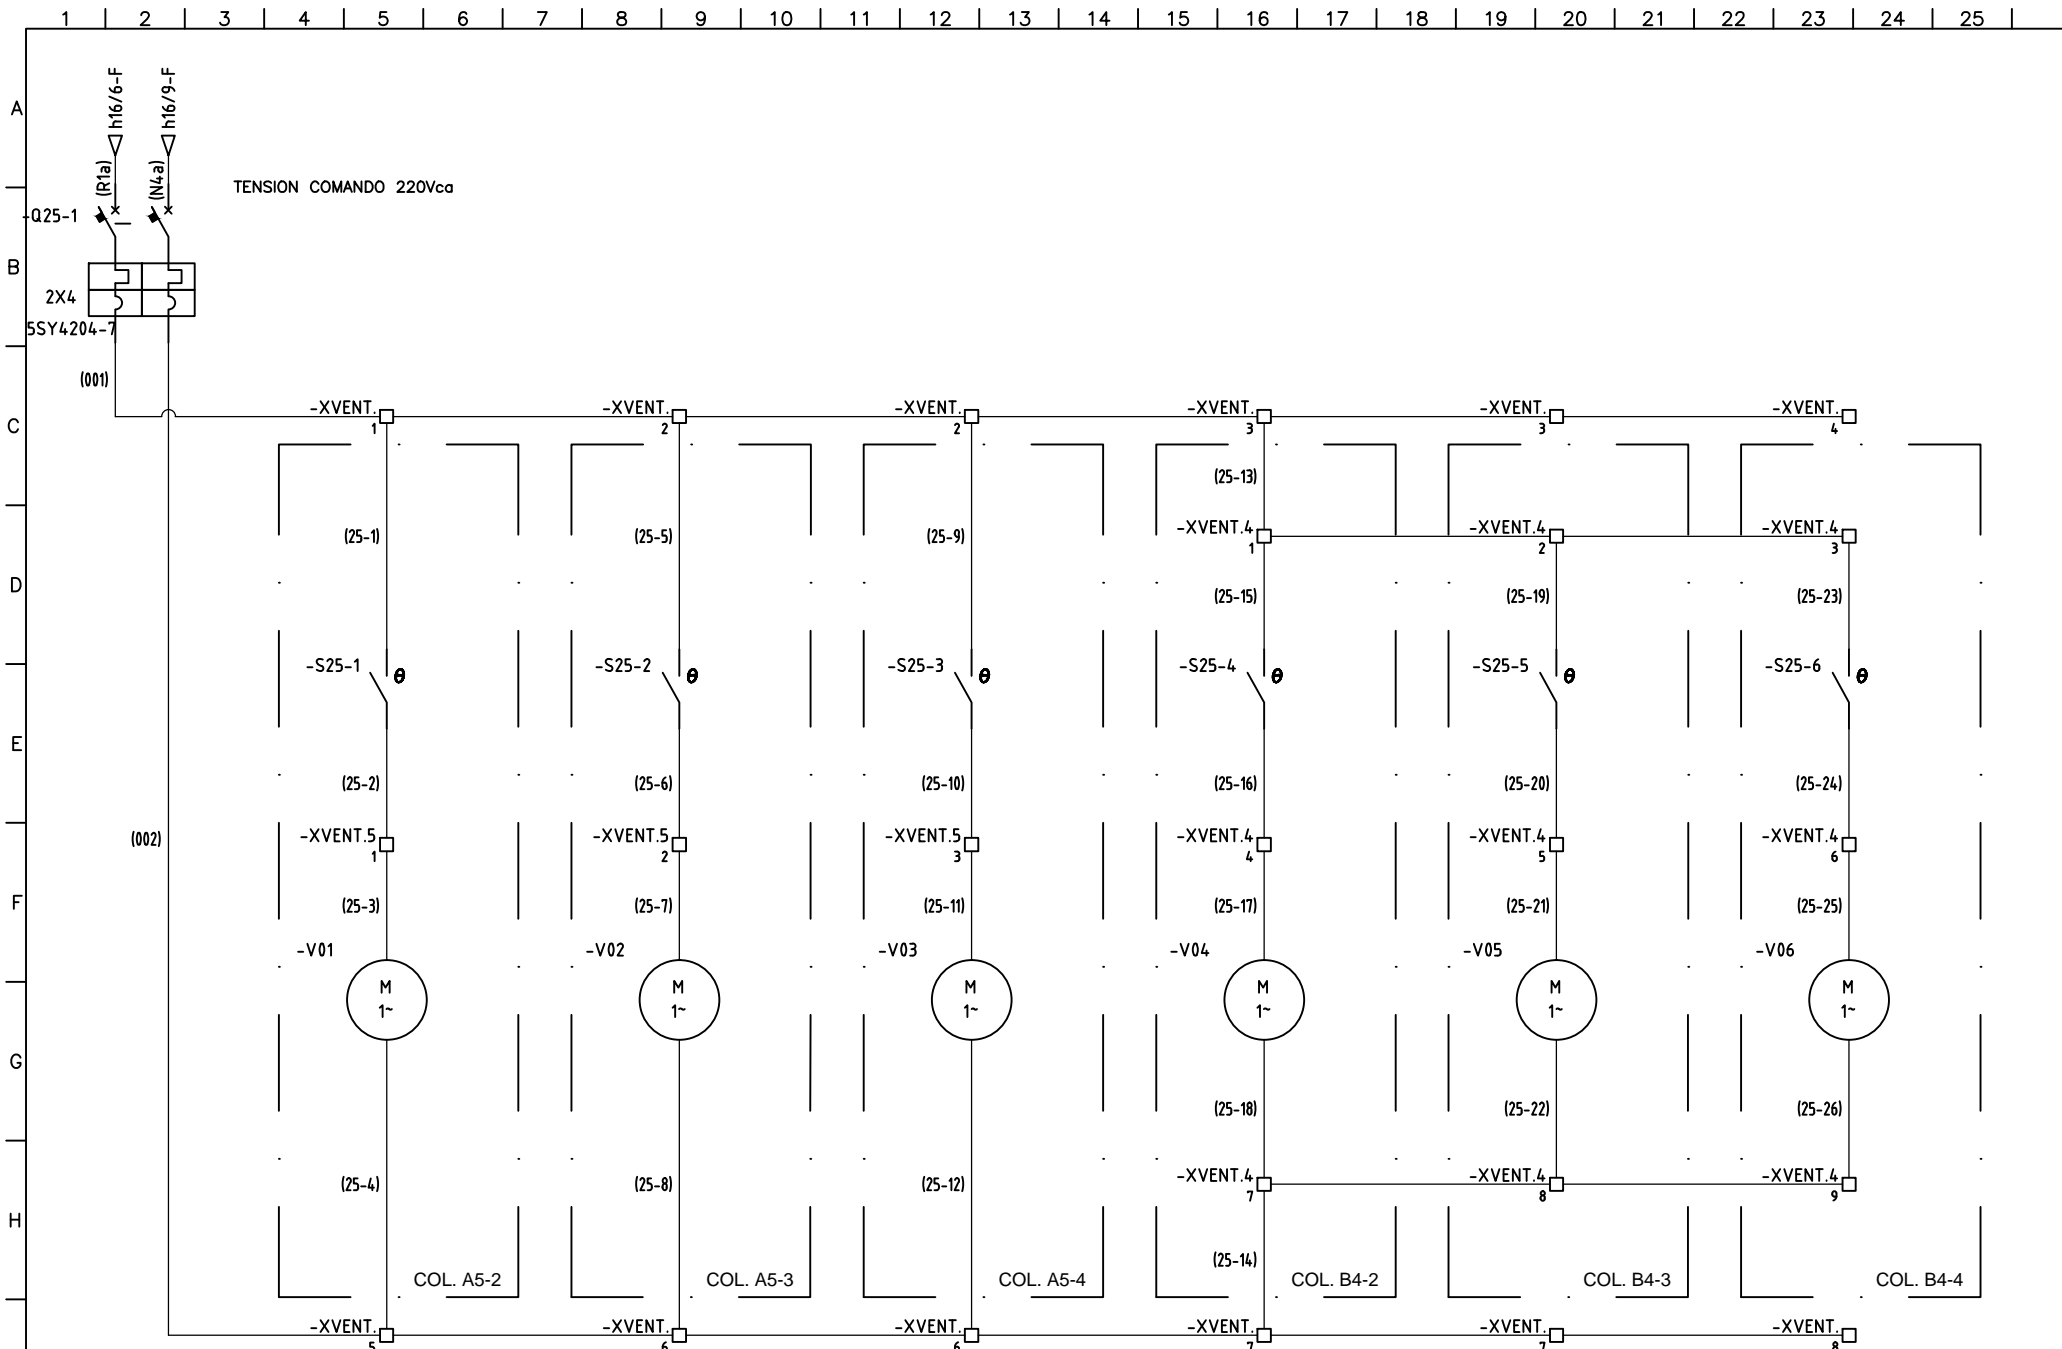 1 2 3 4 5 6 7 8 9 10 11 12 13 14 15 16 17 18 19 20 21 22 23 24 25
A
h16/6-F h16/9-F
(R1a) (N4a)
TENSION COMANDO 220Vca
-Q25-1
B
2X4
5SY4204-7
(001)
C
-XVENT. -XVENT. -XVENT. -XVENT. -XVENT. -XVENT.
1 2 2 3 3 4
(25-13)
(25-1) (25-5) (25-9) -XVENT.4 -XVENT.4 -XVENT.4
1 2 3
D
(25-15) (25-19) (25-23)
-S25-1 θ -S25-2 θ -S25-3 θ -S25-4 θ -S25-5 θ -S25-6 θ
E
(25-2) (25-6) (25-10) (25-16) (25-20) (25-24)
(002)
-XVENT.5 -XVENT.5 -XVENT.5 -XVENT.4 -XVENT.4 -XVENT.4
1 2 3 4 5 6
F
(25-3) (25-7) (25-11) (25-17) (25-21) (25-25)
-V01 -V02 -V03 -V04 -V05 -V06
M M M M M M
1~ 1~ 1~ 1~ 1~ 1~
G
(25-18) (25-22) (25-26)
(25-4) (25-8) (25-12) -XVENT.4 -XVENT.4 -XVENT.4
7 8 9
H
(25-14)
COL. A5-2 COL. A5-3 COL. A5-4 COL. B4-2 COL. B4-3 COL. B4-4
-XVENT. -XVENT. -XVENT. -XVENT. -XVENT. -XVENT.
5 6 6 7 7 8